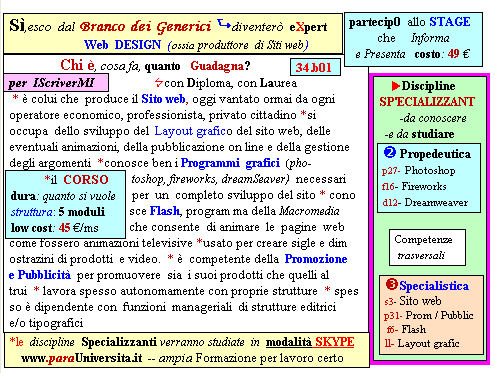 Sì,esco dal Branco dei Generici diventerò eXpert
Web DESIGN (ossia produttore di Siti web)
partecip0 allo STAGE
che Informa
e Presenta costo: 49 €
Chi è, cosa fa, quanto Guadagna?
34.b01
per IScriverMI
con Diploma, con Laurea
* è colui che produce il Sito web, oggi vantato ormai da ogni
operatore economico, professionista, privato cittadino *si
occupa dello sviluppo del Layout grafico del sito web, delle
eventuali animazioni, della pubblicazione on line e della gestione
degli argomenti *conosce ben i Programmi grafici (pho-
toshop, fireworks, dreamSeaver) necessari
per un completo sviluppo del sito * cono
sce Flash, program ma della Macromedia
che consente di animare le pagine web
come fossero animazioni televisive *usato per creare sigle e dim
ostrazini di prodotti e video. * è competente della Promozione
e Pubblicità per promuovere sia i suoi prodotti che quelli al
trui * lavora spesso autonomamente con proprie strutture * spes
so è dipendente con funzioni manageriali di strutture editrici
e/o tipografici
*il CORSO
dura: quanto si vuole
struttura: 5 moduli
low cost: 45 €/ms
*le discipline Specializzanti verranno studiate in modalità SKYPE
www.paraUniversita.it -- ampia Formazione per lavoro certo
Discipline
SP'ECIALIZZANT
-da conoscere
-e da studiare
2 Propedeutica
p27- Photoshop
f16- Fireworks
d12- Dreamweaver
Competenze
trasversali
3 Specialistica
s3- Sito web
p31- Prom / Pubblic
f6- Flash
ll- Layout grafic